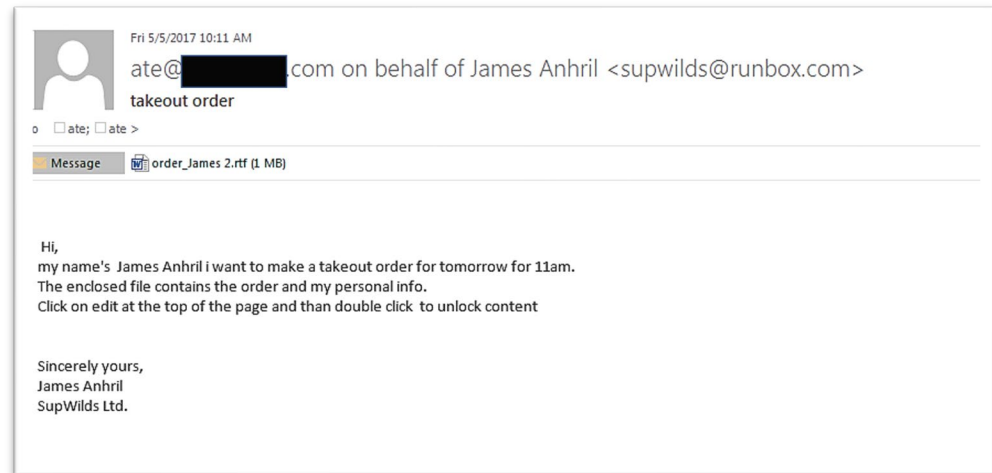 Fri 5/5/2017 10:11 AM
ate@ .com on behalf of James Anhril <supwilds@runbox.com>
takeout order
o ate; ate >
Message order_James 2.rtf (1 MB)
Hi,
my name's James Anhril i want to make a takeout order for tomorrow for 11am.
The enclosed file contains the order and my personal info.
Click on edit at the top of the page and than double click to unlock content
Sincerely yours,
James Anhril
SupWilds Ltd.